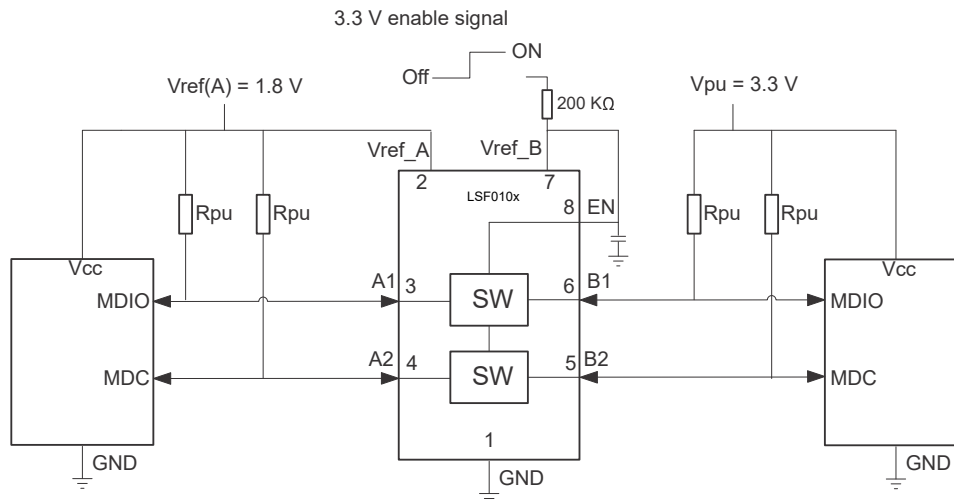 3.3 V enable signal
ON
Off
Vref(A) = 1.8 V
200 KΩ
Vpu = 3.3 V
Vref_A
Vref_B
2
7
LSF010x
8
EN
Rpu
Rpu
Rpu
Rpu
Vcc
Vcc
MDIO
A1
3
SW
6
B1
MDIO
MDC
A2
4
SW
5
B2
MDC
1
GND
GND
GND